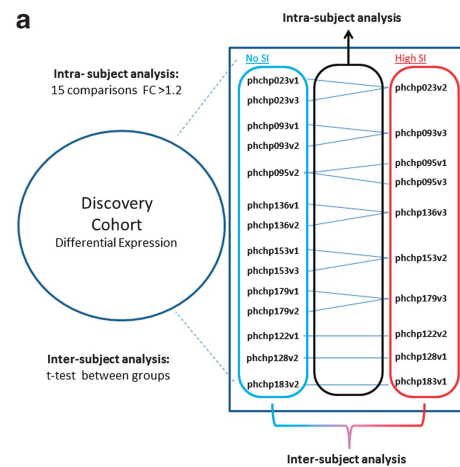 a
Intra-subject analysis
Intra- subject analysis:
15 comparisons FC >1.2
Discovery
Cohort
Differential Expression
Inter-subject analysis:
t-test between groups
No SI
phchp023v1
phchp023v3
phchp093v1
phchp093v2
phchp095v2
phchp136v1
phchp136v2
phchp153v1
phchp153v3
phchp179v1
phchp179v2
phchp122v1
phchp128v2
phchp183v2
High SI
phchp023v2
phchp093v3
phchp095v1
phchp095v3
phchp136v3
phchp153v2
phchp179v3
phchp122v2
phchp128v1
phchp183v1
Inter-subject analysis